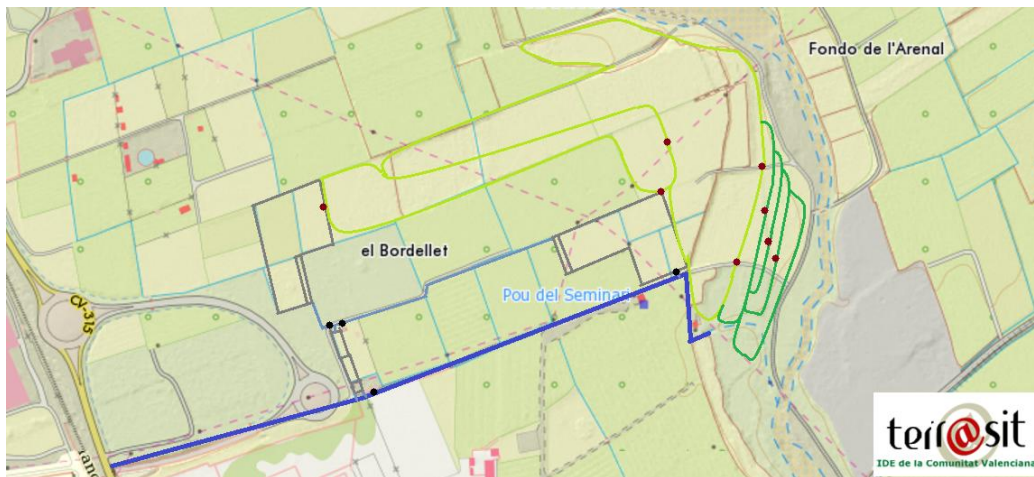 Fondo de l'Arenal
el Bordellet
Pou del Seminari
CV-315
terr@sit
IDE de la Comunitat Valenciana